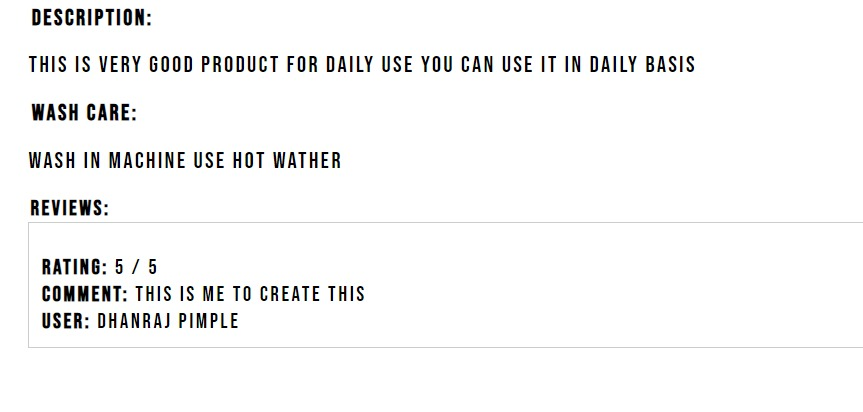 DESCRIPTION:
THIS IS VERY GOOD PRODUCT FOR DAILY USE YOU CAN USE IT IN DAILY BASIS
WASH CARE:
WASH IN MACHINE USE HOT WATHER
REVIEWS:
RATING: 5 / 5
COMMENT: THIS IS ME TO CREATE THIS
USER: DHANRAJ PIMPLE